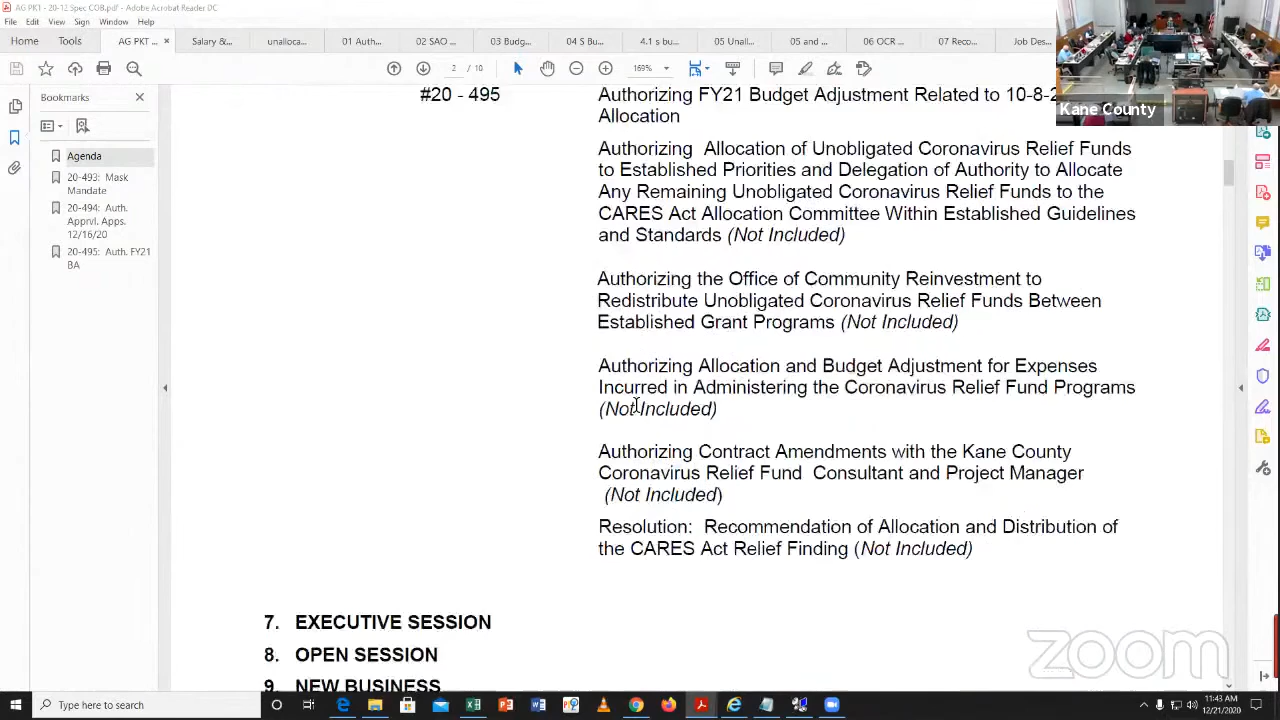 AG PK1 - 20-12 Spec COB.pdf - Adobe Acrobat Reader DC
File Edit View Sign Window Help
Home Tools AG PKT -... × Salary &... unalloca... 01 Auth... 02 SAO ... 03 Budge... 04 S Bu... 4.1 s bu... 05 Unall... 05 and ... 06 OCR ... 07 Reco... Job Des...
2 169%
Kane County
Bookmarks ×
Agenda
20-493: Mask
Mandate
20-494: Auth.
Apprvl. Apps.
12/16/20
20-495: Auth. FY21
BA
#20 - 495 Authorizing FY21 Budget Adjustment Related to 10-8-2
Allocation
Authorizing Allocation of Unobligated Coronavirus Relief Funds
to Established Priorities and Delegation of Authority to Allocate
Any Remaining Unobligated Coronavirus Relief Funds to the
CARES Act Allocation Committee Within Established Guidelines
and Standards (Not Included)
Authorizing the Office of Community Reinvestment to
Redistribute Unobligated Coronavirus Relief Funds Between
Established Grant Programs (Not Included)
Authorizing Allocation and Budget Adjustment for Expenses
Incurred in Administering the Coronavirus Relief Fund Programs
(Not Included)
Authorizing Contract Amendments with the Kane County
Coronavirus Relief Fund Consultant and Project Manager
(Not Included)
Resolution: Recommendation of Allocation and Distribution of
the CARES Act Relief Finding (Not Included)
7. EXECUTIVE SESSION
8. OPEN SESSION
9. NEW BUSINESS
zoom
Type here to search
11:43 AM
12/21/2020